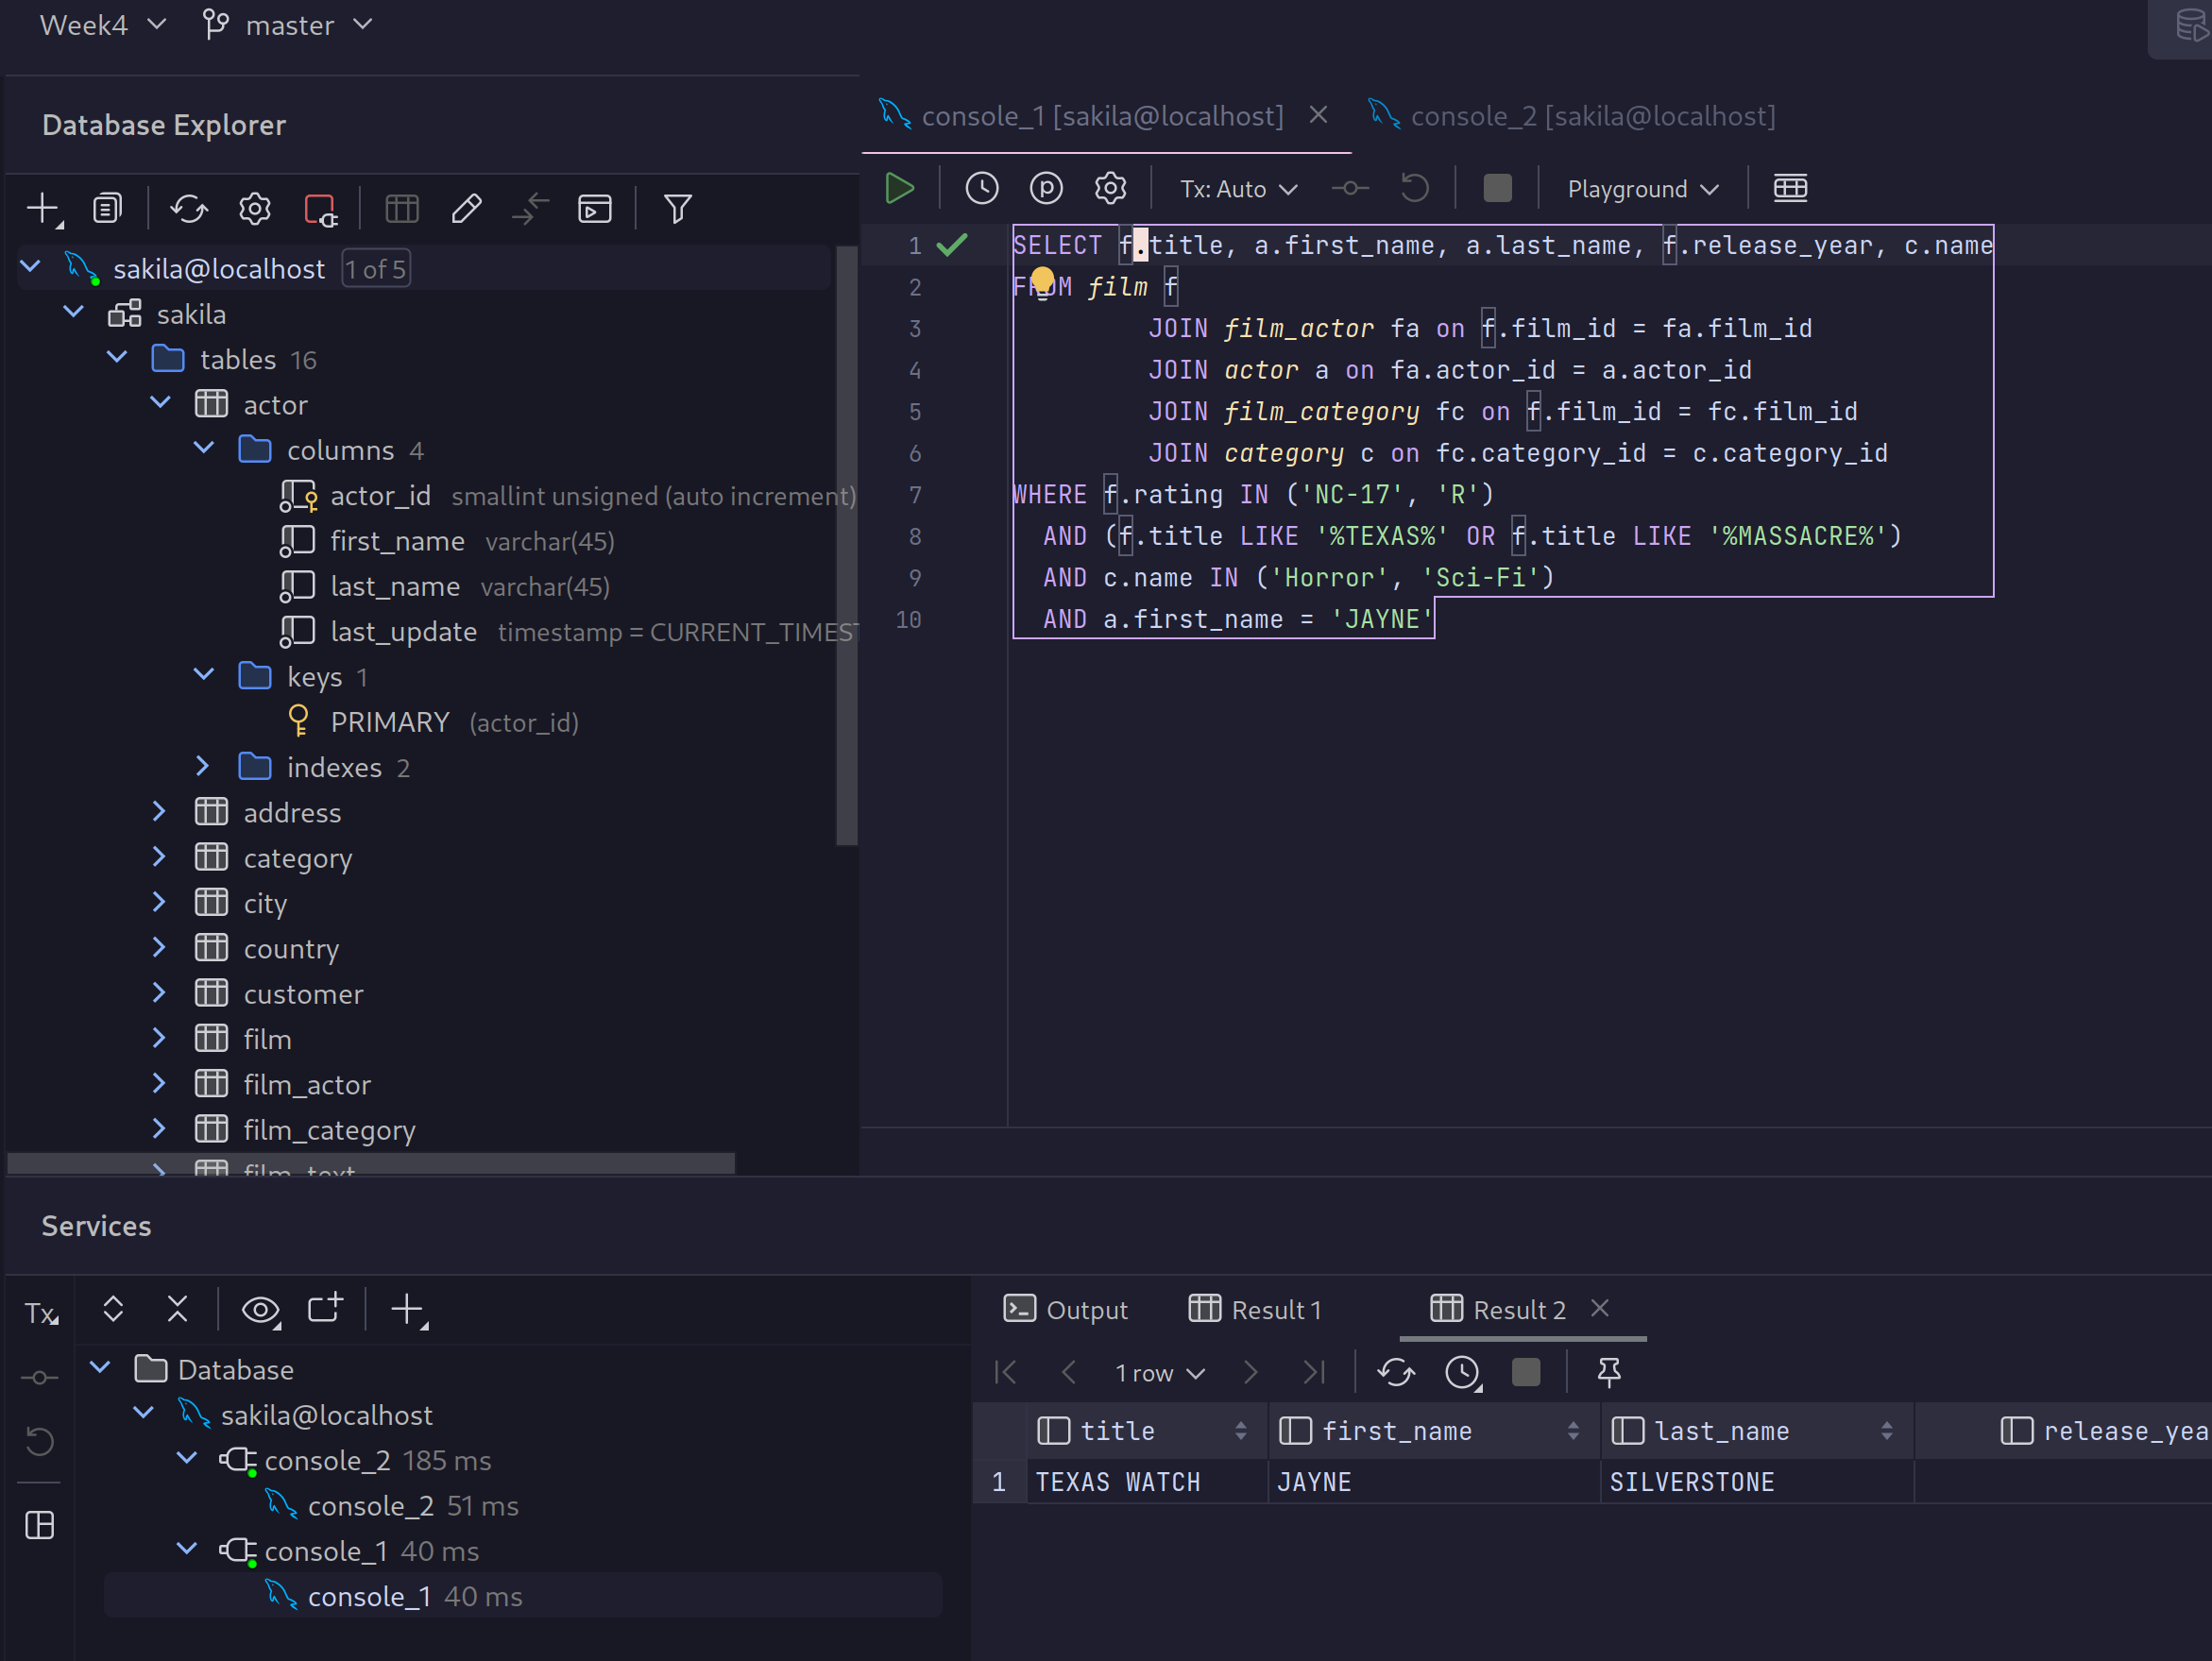 Week4 master
Database Explorer
sakila@localhost 1 of 5
sakila
tables 16
actor
columns 4
actor_id smallint unsigned (auto increment)
first_name varchar(45)
last_name varchar(45)
last_update timestamp = CURRENT_TIMEST
keys 1
PRIMARY (actor_id)
indexes 2
address
category
city
country
customer
film
film_actor
film_category
film_text
console_1 [sakila@localhost] console_2 [sakila@localhost]
Tx: Auto Playground
1 SELECT f.title, a.first_name, a.last_name, f.release_year, c.name
2 FROM film f
3 JOIN film_actor fa on f.film_id = fa.film_id
4 JOIN actor a on fa.actor_id = a.actor_id
5 JOIN film_category fc on f.film_id = fc.film_id
6 JOIN category c on fc.category_id = c.category_id
7 WHERE f.rating IN ('NC-17', 'R')
8 AND (f.title LIKE '%TEXAS%' OR f.title LIKE '%MASSACRE%')
9 AND c.name IN ('Horror', 'Sci-Fi')
10 AND a.first_name = 'JAYNE'
Services
Tx
Database
sakila@localhost
console_2 185 ms
console_2 51 ms
console_1 40 ms
console_1 40 ms
Output Result 1 Result 2
1 row
title first_name last_name release_yea
1 TEXAS WATCH JAYNE SILVERSTONE